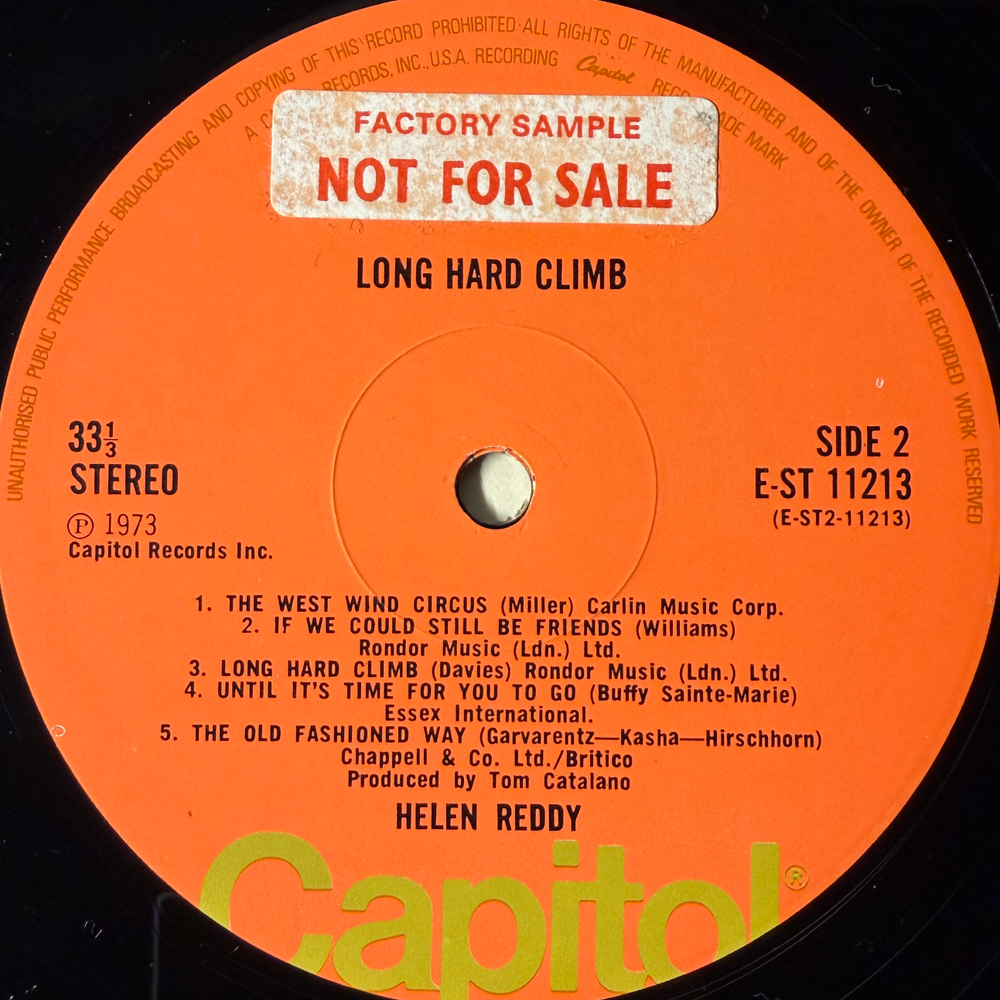 UNAUTHORISED PUBLIC PERFORMANCE BROADCASTING AND COPYING OF THIS RECORD PROHIBITED·ALL RIGHTS OF THE MANUFACTURER AND OF THE OWNER OF THE RECORDED WORK RESERVED
A RECORDS, INC., U.S.A. RECORDING Capitol MARK
FACTORY SAMPLE
NOT FOR SALE
LONG HARD CLIMB
33⅓
STEREO
Ⓟ 1973
Capitol Records Inc.
SIDE 2
E-ST 11213
(E-ST2-11213)
1. THE WEST WIND CIRCUS (Miller) Carlin Music Corp.
2. IF WE COULD STILL BE FRIENDS (Williams)
Rondor Music (Ldn.) Ltd.
3. LONG HARD CLIMB (Davies) Rondor Music (Ldn.) Ltd.
4. UNTIL IT'S TIME FOR YOU TO GO (Buffy Sainte-Marie)
Essex International.
5. THE OLD FASHIONED WAY (Garvarentz—Kasha—Hirschhorn)
Chappell & Co. Ltd./Britico
Produced by Tom Catalano
HELEN REDDY
Capitol®